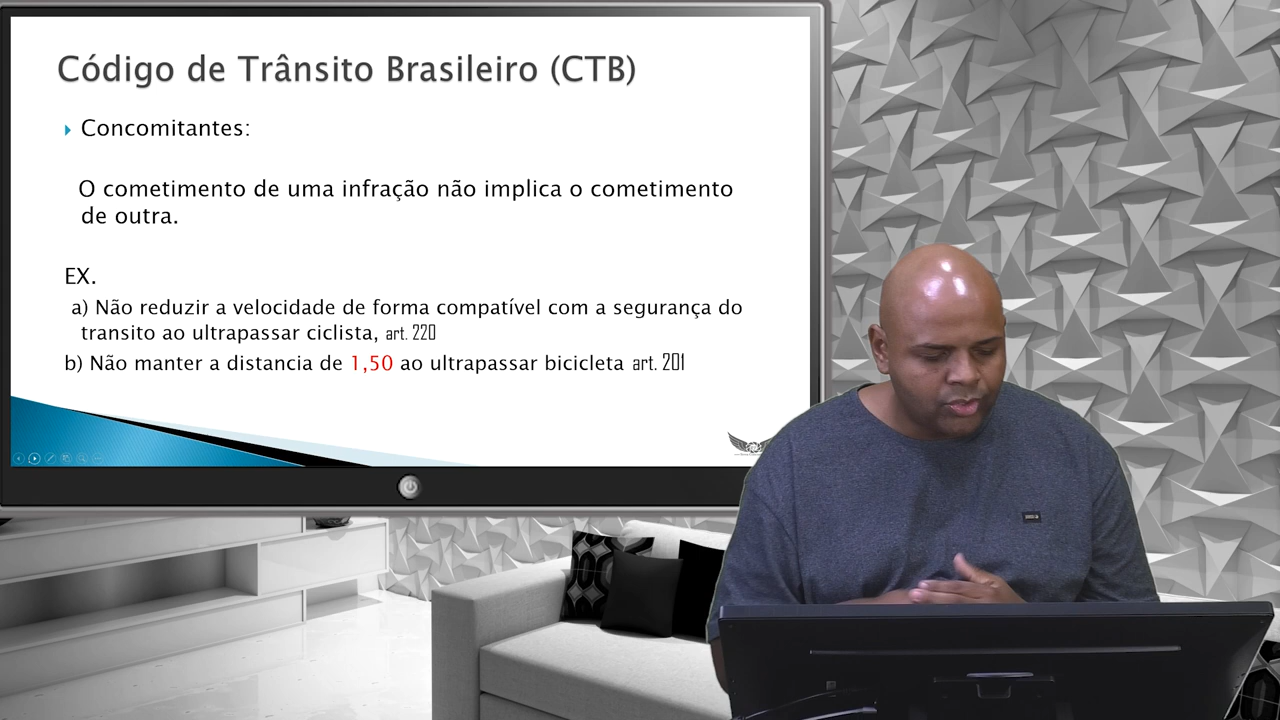 Código de Trânsito Brasileiro (CTB)
Concomitantes:
O cometimento de uma infração não implica o cometimento
de outra.
EX.
a) Não reduzir a velocidade de forma compatível com a segurança do
transito ao ultrapassar ciclista, art. 220
b) Não manter a distancia de 1,50 ao ultrapassar bicicleta art. 201